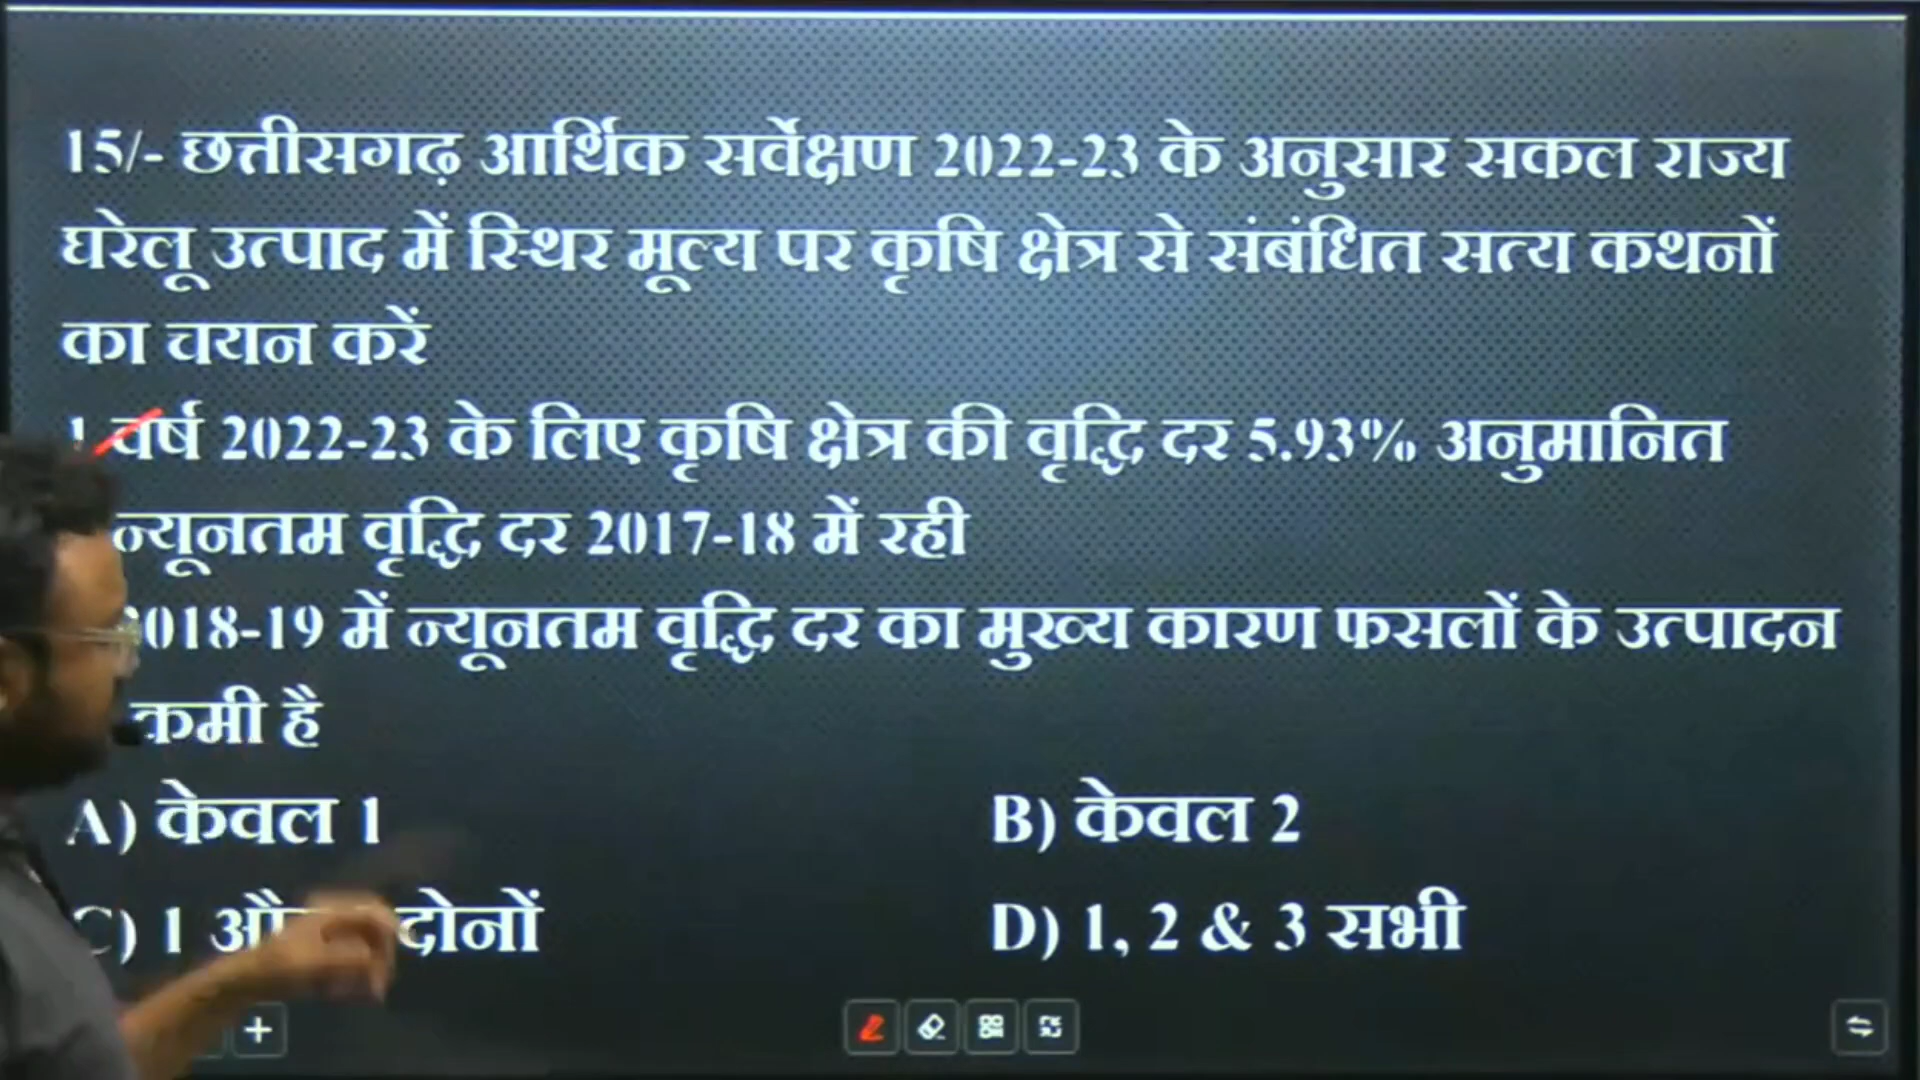 15/- छत्तीसगढ़ आर्थिक सर्वेक्षण 2022-23 के अनुसार सकल राज्य
घरेलू उत्पाद में स्थिर मूल्य पर कृषि क्षेत्र से संबंधित सत्य कथनों
का चयन करें
1 वर्ष 2022-23 के लिए कृषि क्षेत्र की वृद्धि दर 5.93% अनुमानित
न्यूनतम वृद्धि दर 2017-18 में रही
2018-19 में न्यूनतम वृद्धि दर का मुख्य कारण फसलों के उत्पादन
कमी है
A) केवल 1
B) केवल 2
C) 1 दोनों
D) 1, 2 & 3 सभी